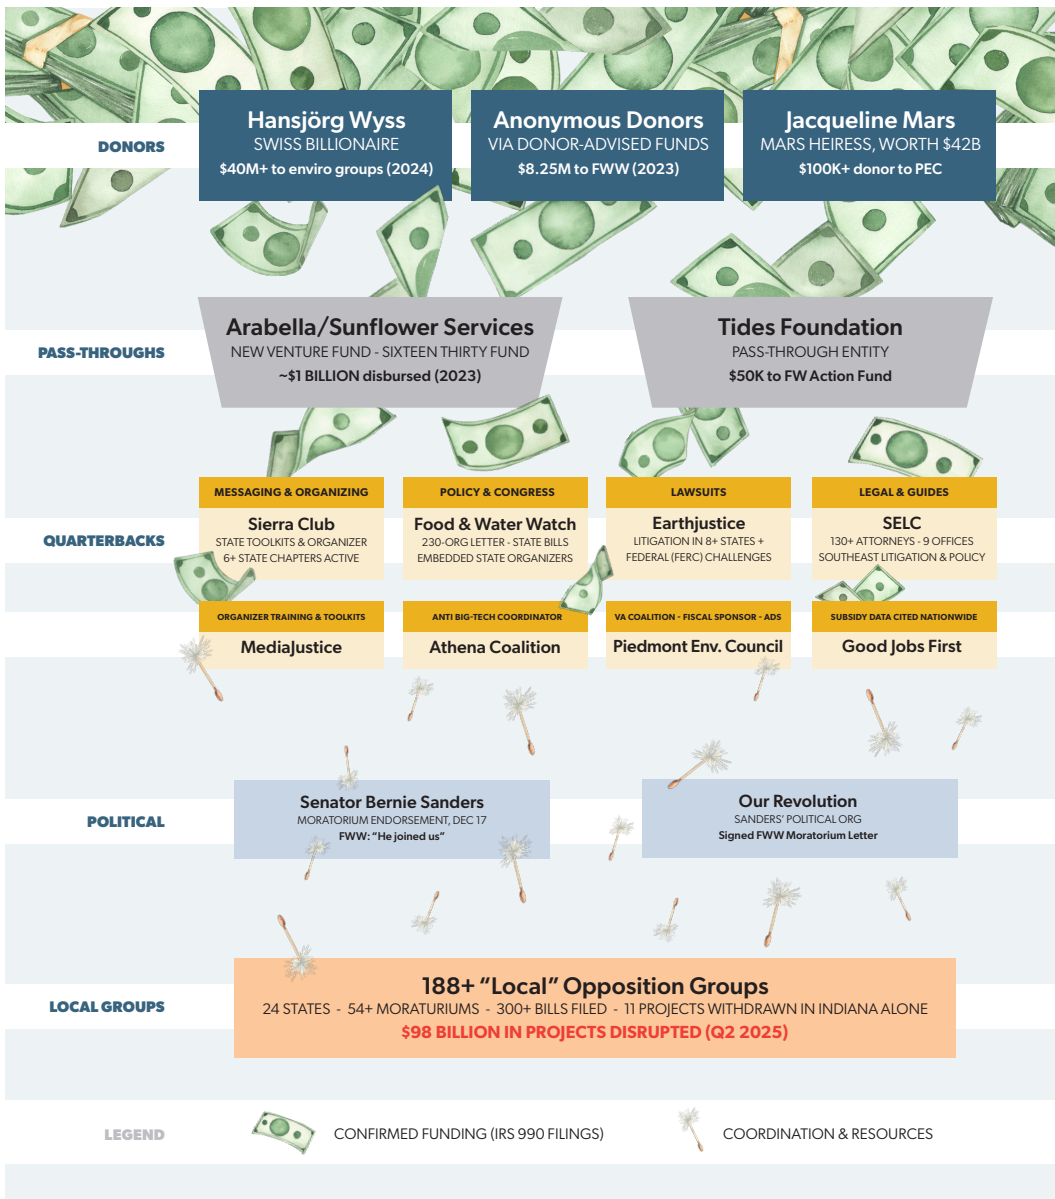 DONORS
Hansjörg Wyss
SWISS BILLIONAIRE
$40M+ to enviro groups (2024)
Anonymous Donors
VIA DONOR-ADVISED FUNDS
$8.25M to FWW (2023)
Jacqueline Mars
MARS HEIRESS, WORTH $42B
$100K+ donor to PEC
PASS-THROUGHS
Arabella/Sunflower Services
NEW VENTURE FUND - SIXTEEN THIRTY FUND
~$1 BILLION disbursed (2023)
Tides Foundation
PASS-THROUGH ENTITY
$50K to FW Action Fund
QUARTERBACKS
MESSAGING & ORGANIZING
Sierra Club
STATE TOOLKITS & ORGANIZER
6+ STATE CHAPTERS ACTIVE
POLICY & CONGRESS
Food & Water Watch
230-ORG LETTER - STATE BILLS
EMBEDDED STATE ORGANIZERS
LAWSUITS
Earthjustice
LITIGATION IN 8+ STATES +
FEDERAL (FERC) CHALLENGES
LEGAL & GUIDES
SELC
130+ ATTORNEYS - 9 OFFICES
SOUTHEAST LITIGATION & POLICY
ORGANIZER TRAINING & TOOLKITS
MediaJustice
ANTI BIG-TECH COORDINATOR
Athena Coalition
VA COALITION - FISCAL SPONSOR - ADS
Piedmont Env. Council
SUBSIDY DATA CITED NATIONWIDE
Good Jobs First
POLITICAL
Senator Bernie Sanders
MORATORIUM ENDORSEMENT, DEC 17
FWW: “He joined us“
Our Revolution
SANDERS’ POLITICAL ORG
Signed FWW Moratorium Letter
LOCAL GROUPS
188+ “Local” Opposition Groups
24 STATES - 54+ MORATURIUMS - 300+ BILLS FILED - 11 PROJECTS WITHDRAWN IN INDIANA ALONE
$98 BILLION IN PROJECTS DISRUPTED (Q2 2025)
LEGEND
CONFIRMED FUNDING (IRS 990 FILINGS)
COORDINATION & RESOURCES